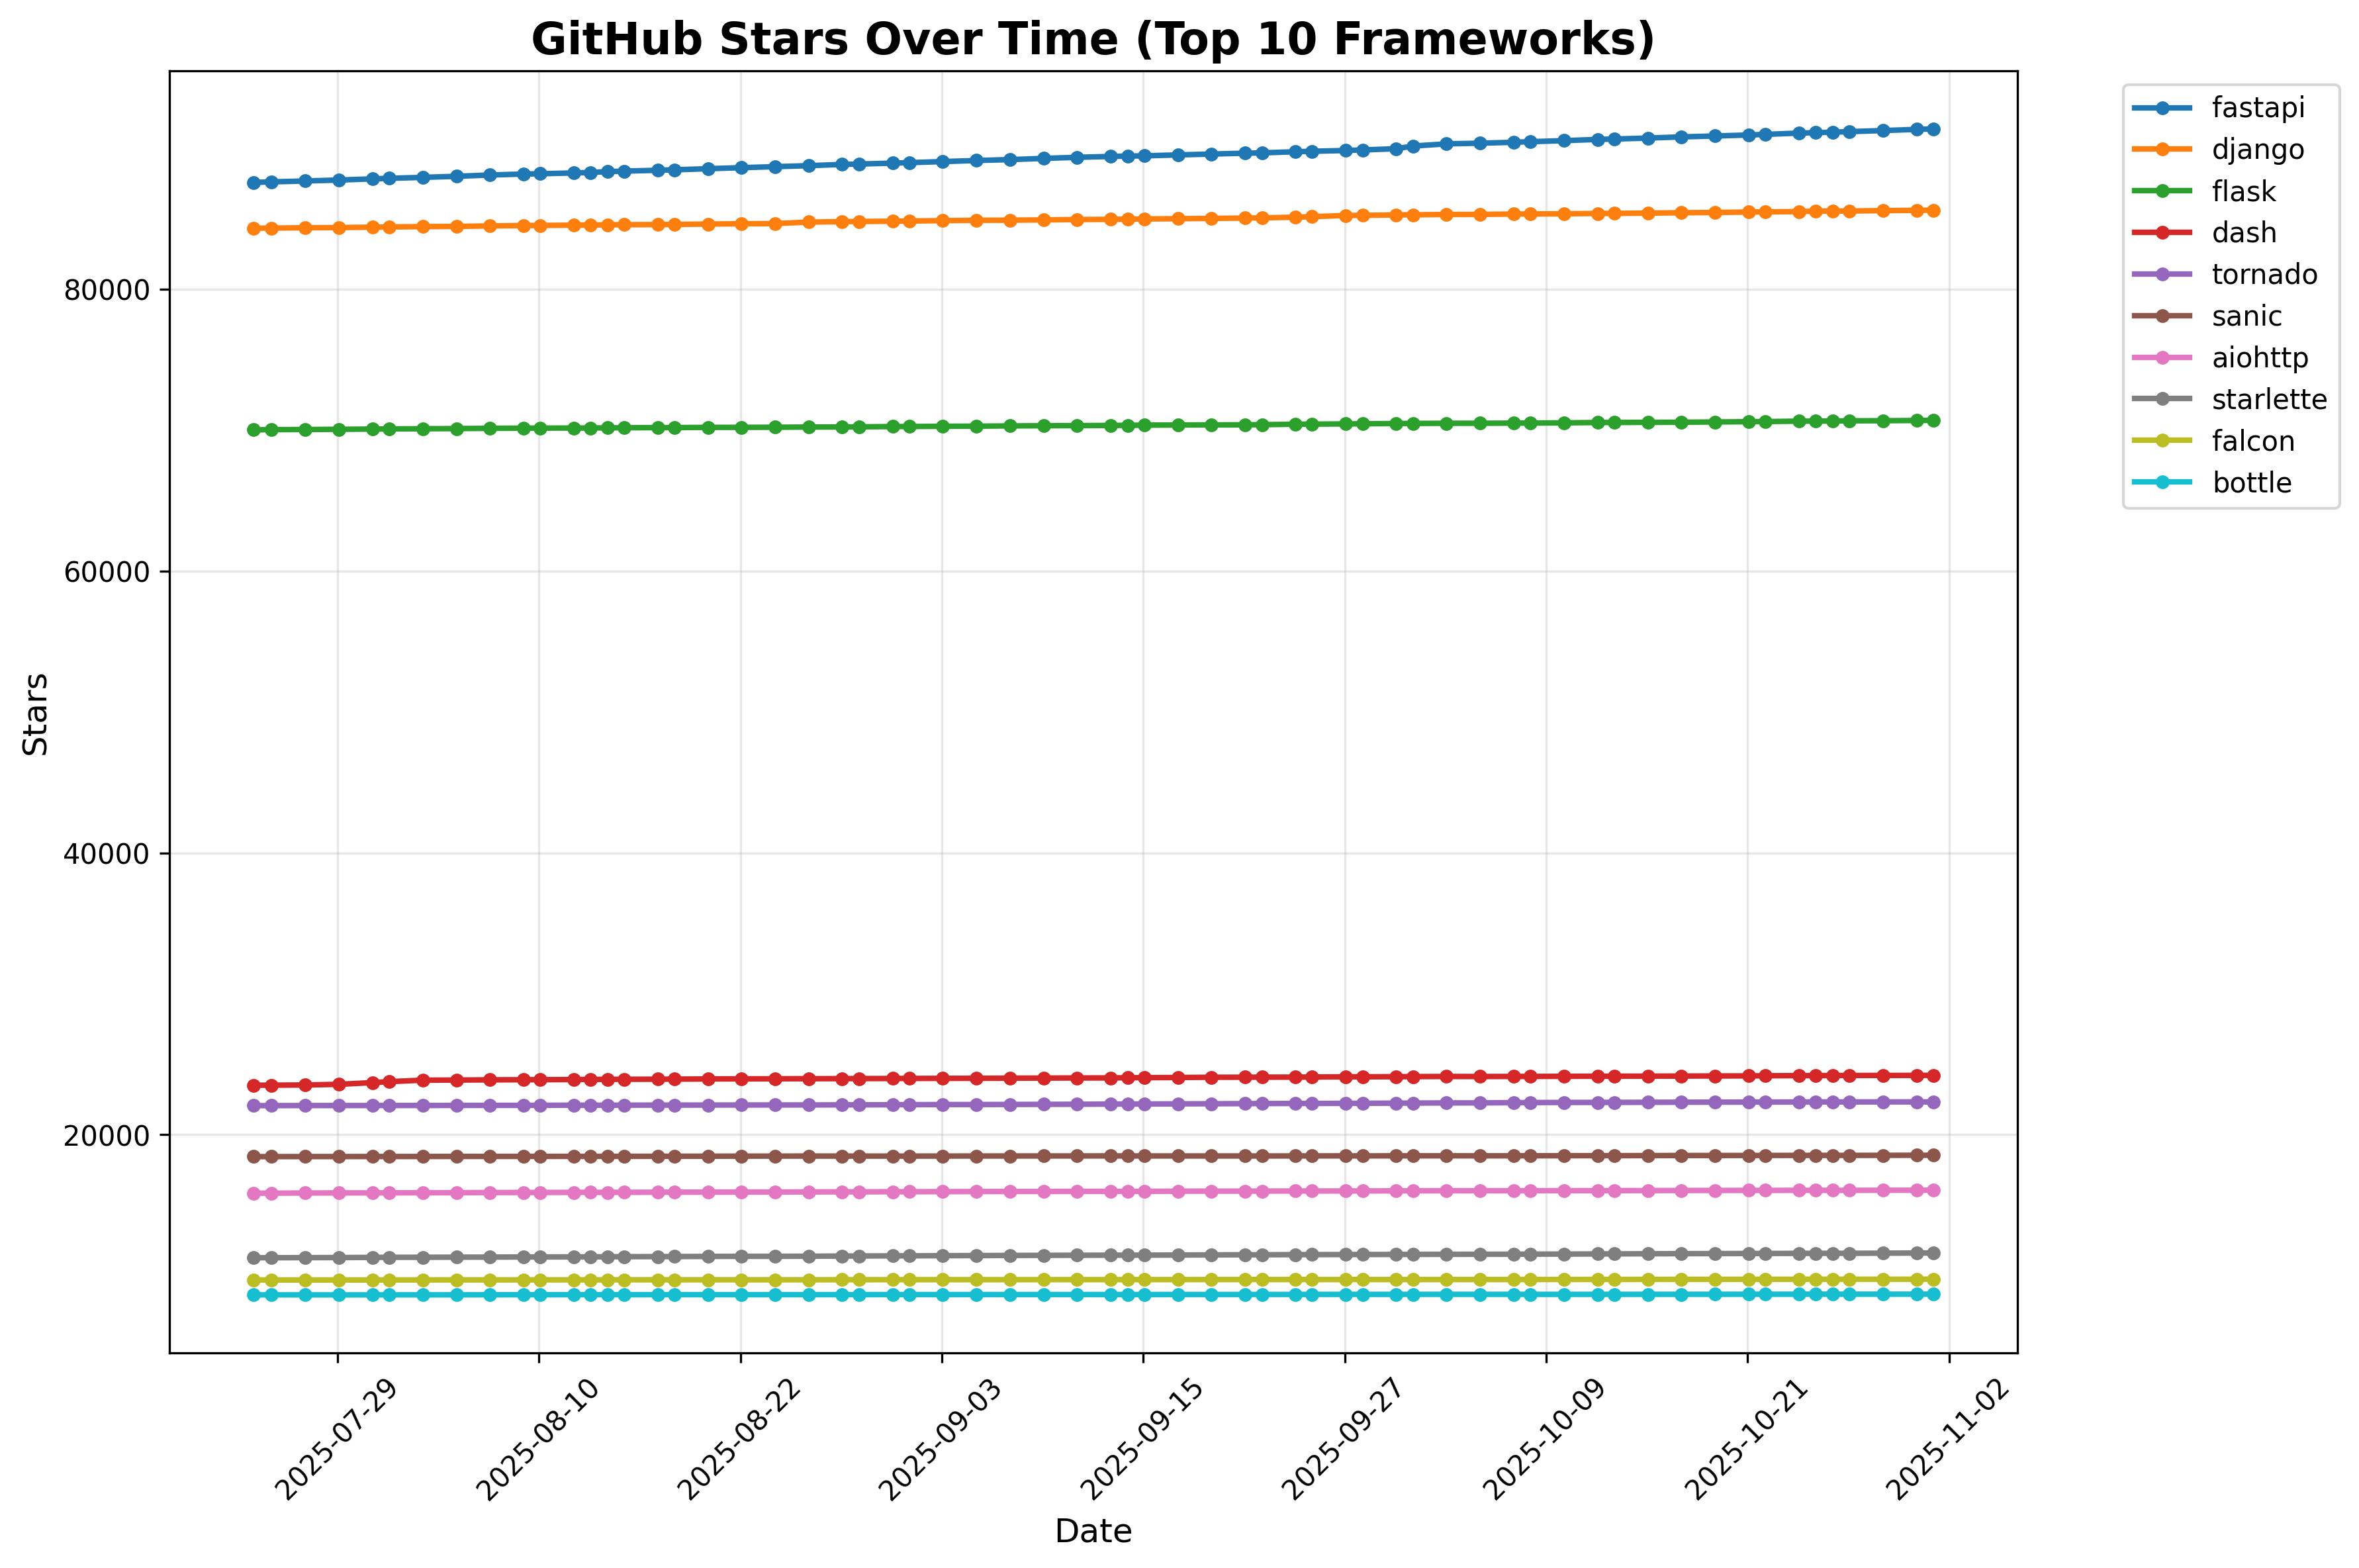 GitHub Stars Over Time (Top 10 Frameworks)
fastapi
django
flask
dash
tornado
sanic
aiohttp
starlette
falcon
bottle
Stars
80000
60000
40000
20000
2025-07-29
2025-08-10
2025-08-22
2025-09-03
2025-09-15
2025-09-27
2025-10-09
2025-10-21
2025-11-02
Date